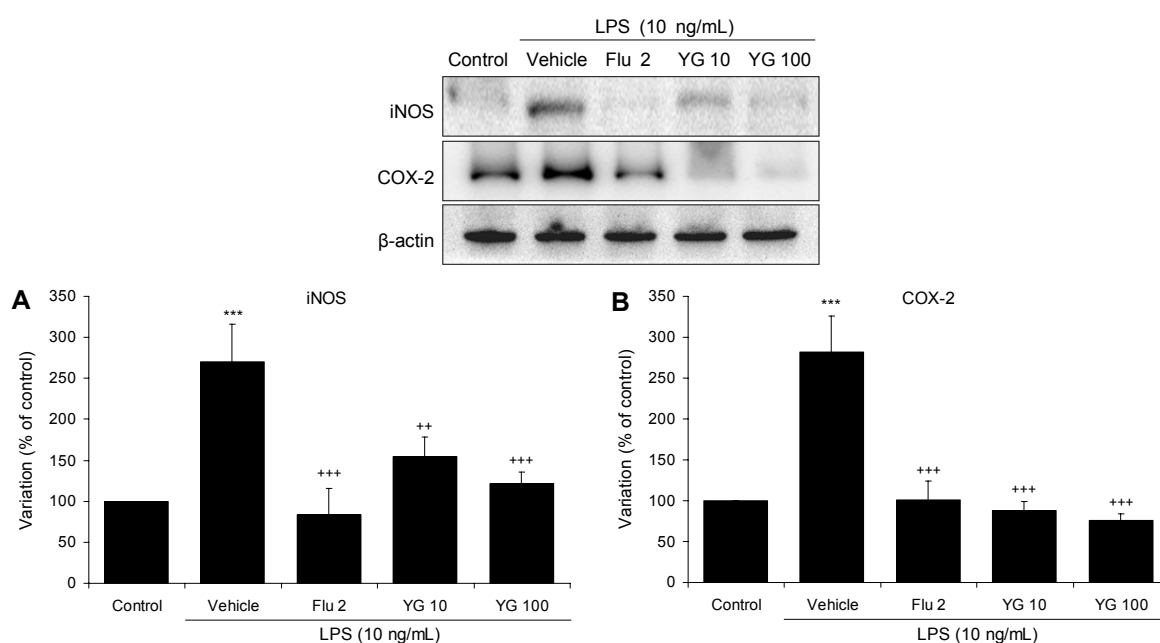 LPS (10 ng/mL)
Control Vehicle Flu 2 YG 10 YG 100
iNOS
COX-2
β-actin
A
iNOS
Variation (% of control)
350
300
250
200
150
100
50
0
***
+++
++
+++
Control Vehicle Flu 2 YG 10 YG 100
LPS (10 ng/mL)
B
COX-2
Variation (% of control)
350
300
250
200
150
100
50
0
***
+++
+++
+++
Control Vehicle Flu 2 YG 10 YG 100
LPS (10 ng/mL)